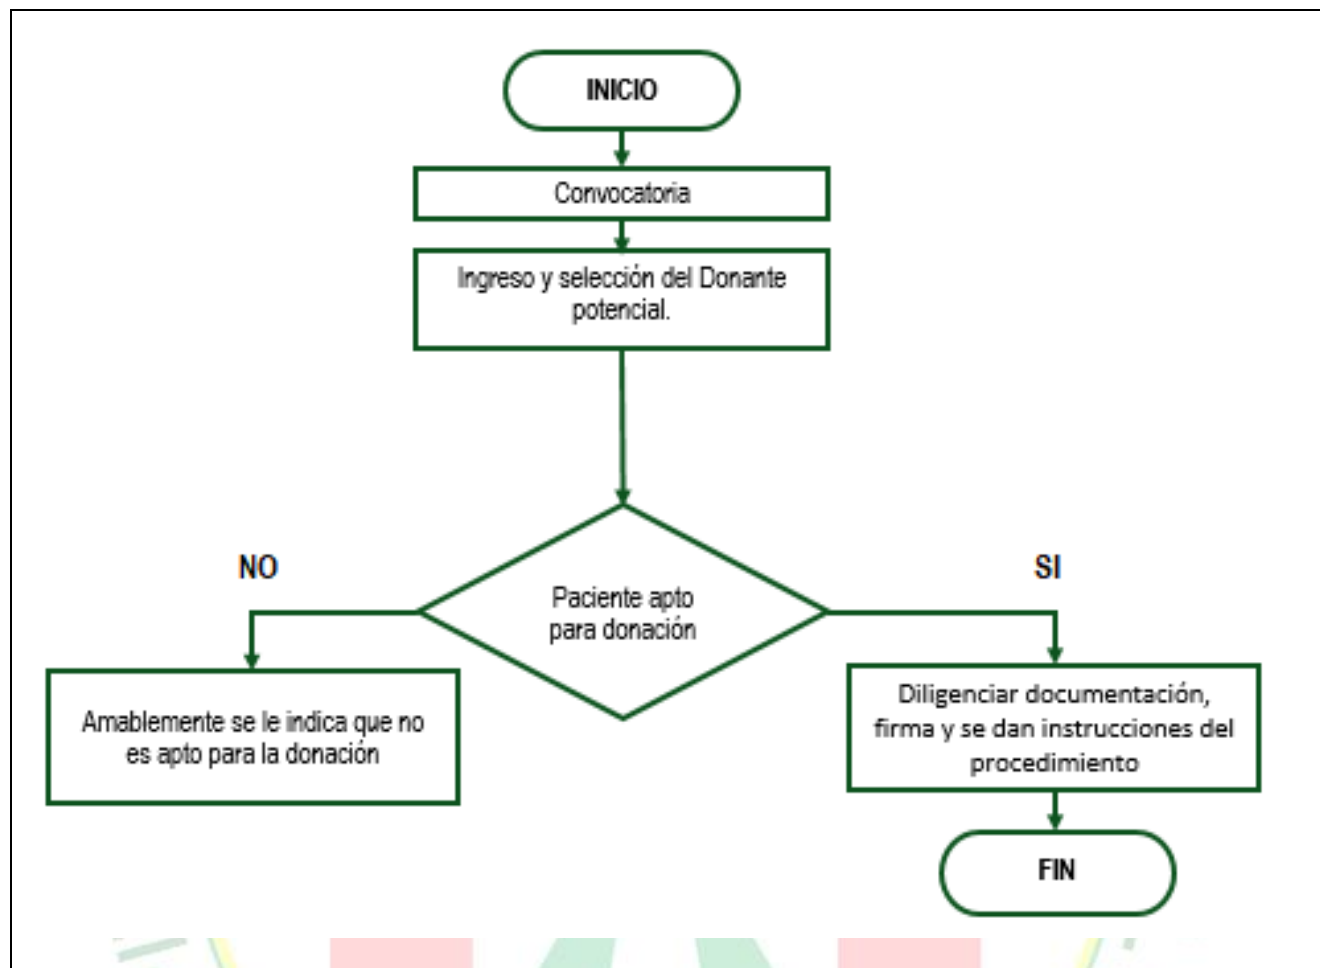 INICIO
Convocatoria
Ingreso y selección del Donante
potencial.
NO
SI
Paciente apto
para donación
Amablemente se le indica que no
es apto para la donación
Diligenciar documentación,
firma y se dan instrucciones del
procedimiento
FIN